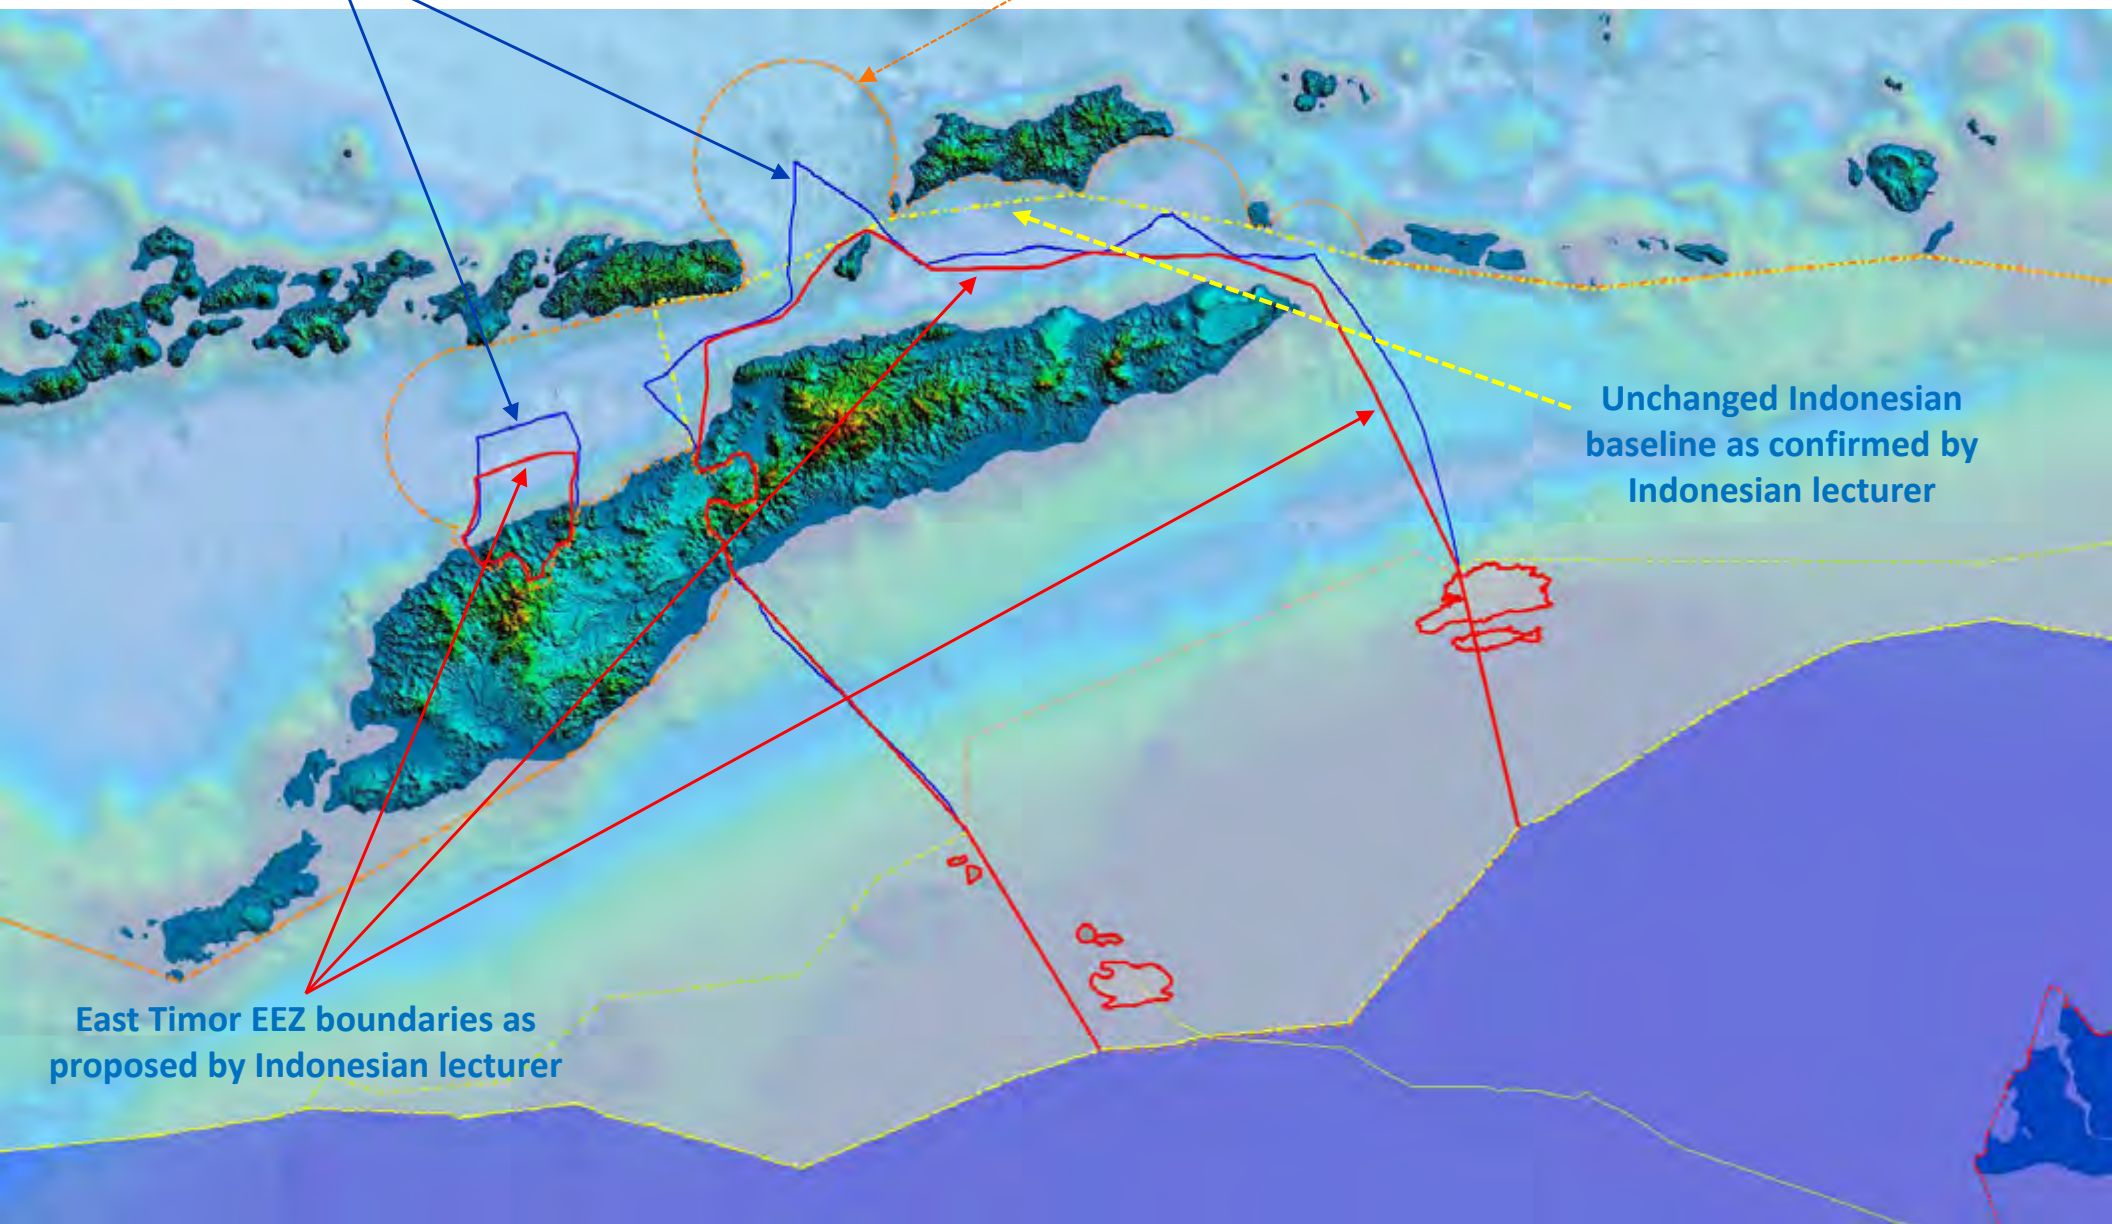 Unchanged Indonesian
baseline as confirmed by
Indonesian lecturer
East Timor EEZ boundaries as
proposed by Indonesian lecturer